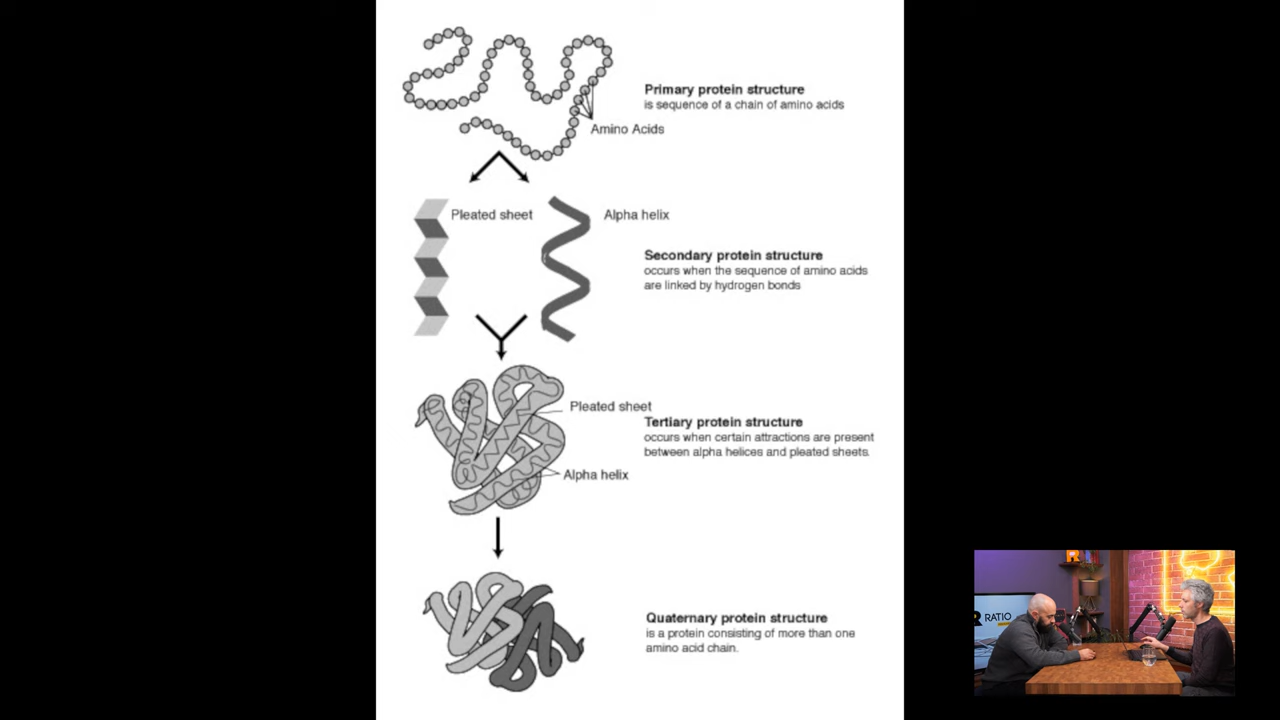 Primary protein structure
is sequence of a chain of amino acids
Amino Acids
Pleated sheet
Alpha helix
Secondary protein structure
occurs when the sequence of amino acids
are linked by hydrogen bonds
Pleated sheet
Tertiary protein structure
occurs when certain attractions are present
between alpha helices and pleated sheets.
Alpha helix
Quaternary protein structure
is a protein consisting of more than one
amino acid chain.
RATIO